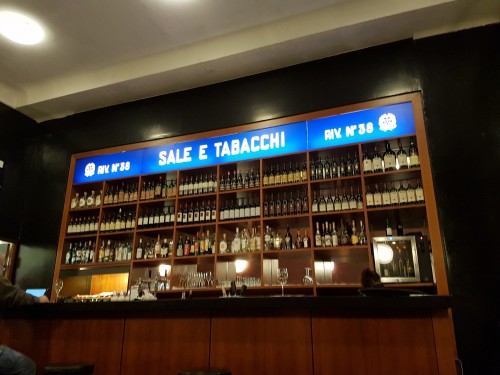 RIV. N° 38
SALE E TABACCHI
RIV. N° 38